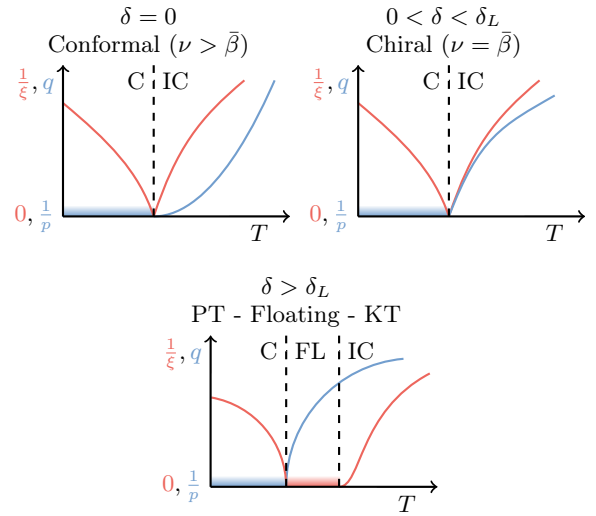 δ = 0
Conformal (ν > β̄)
1/ξ, q
C IC
0, 1/p
T
0 < δ < δ_L
Chiral (ν = β̄)
1/ξ, q
C IC
0, 1/p
T
δ > δ_L
PT - Floating - KT
1/ξ, q
C FL IC
0, 1/p
T